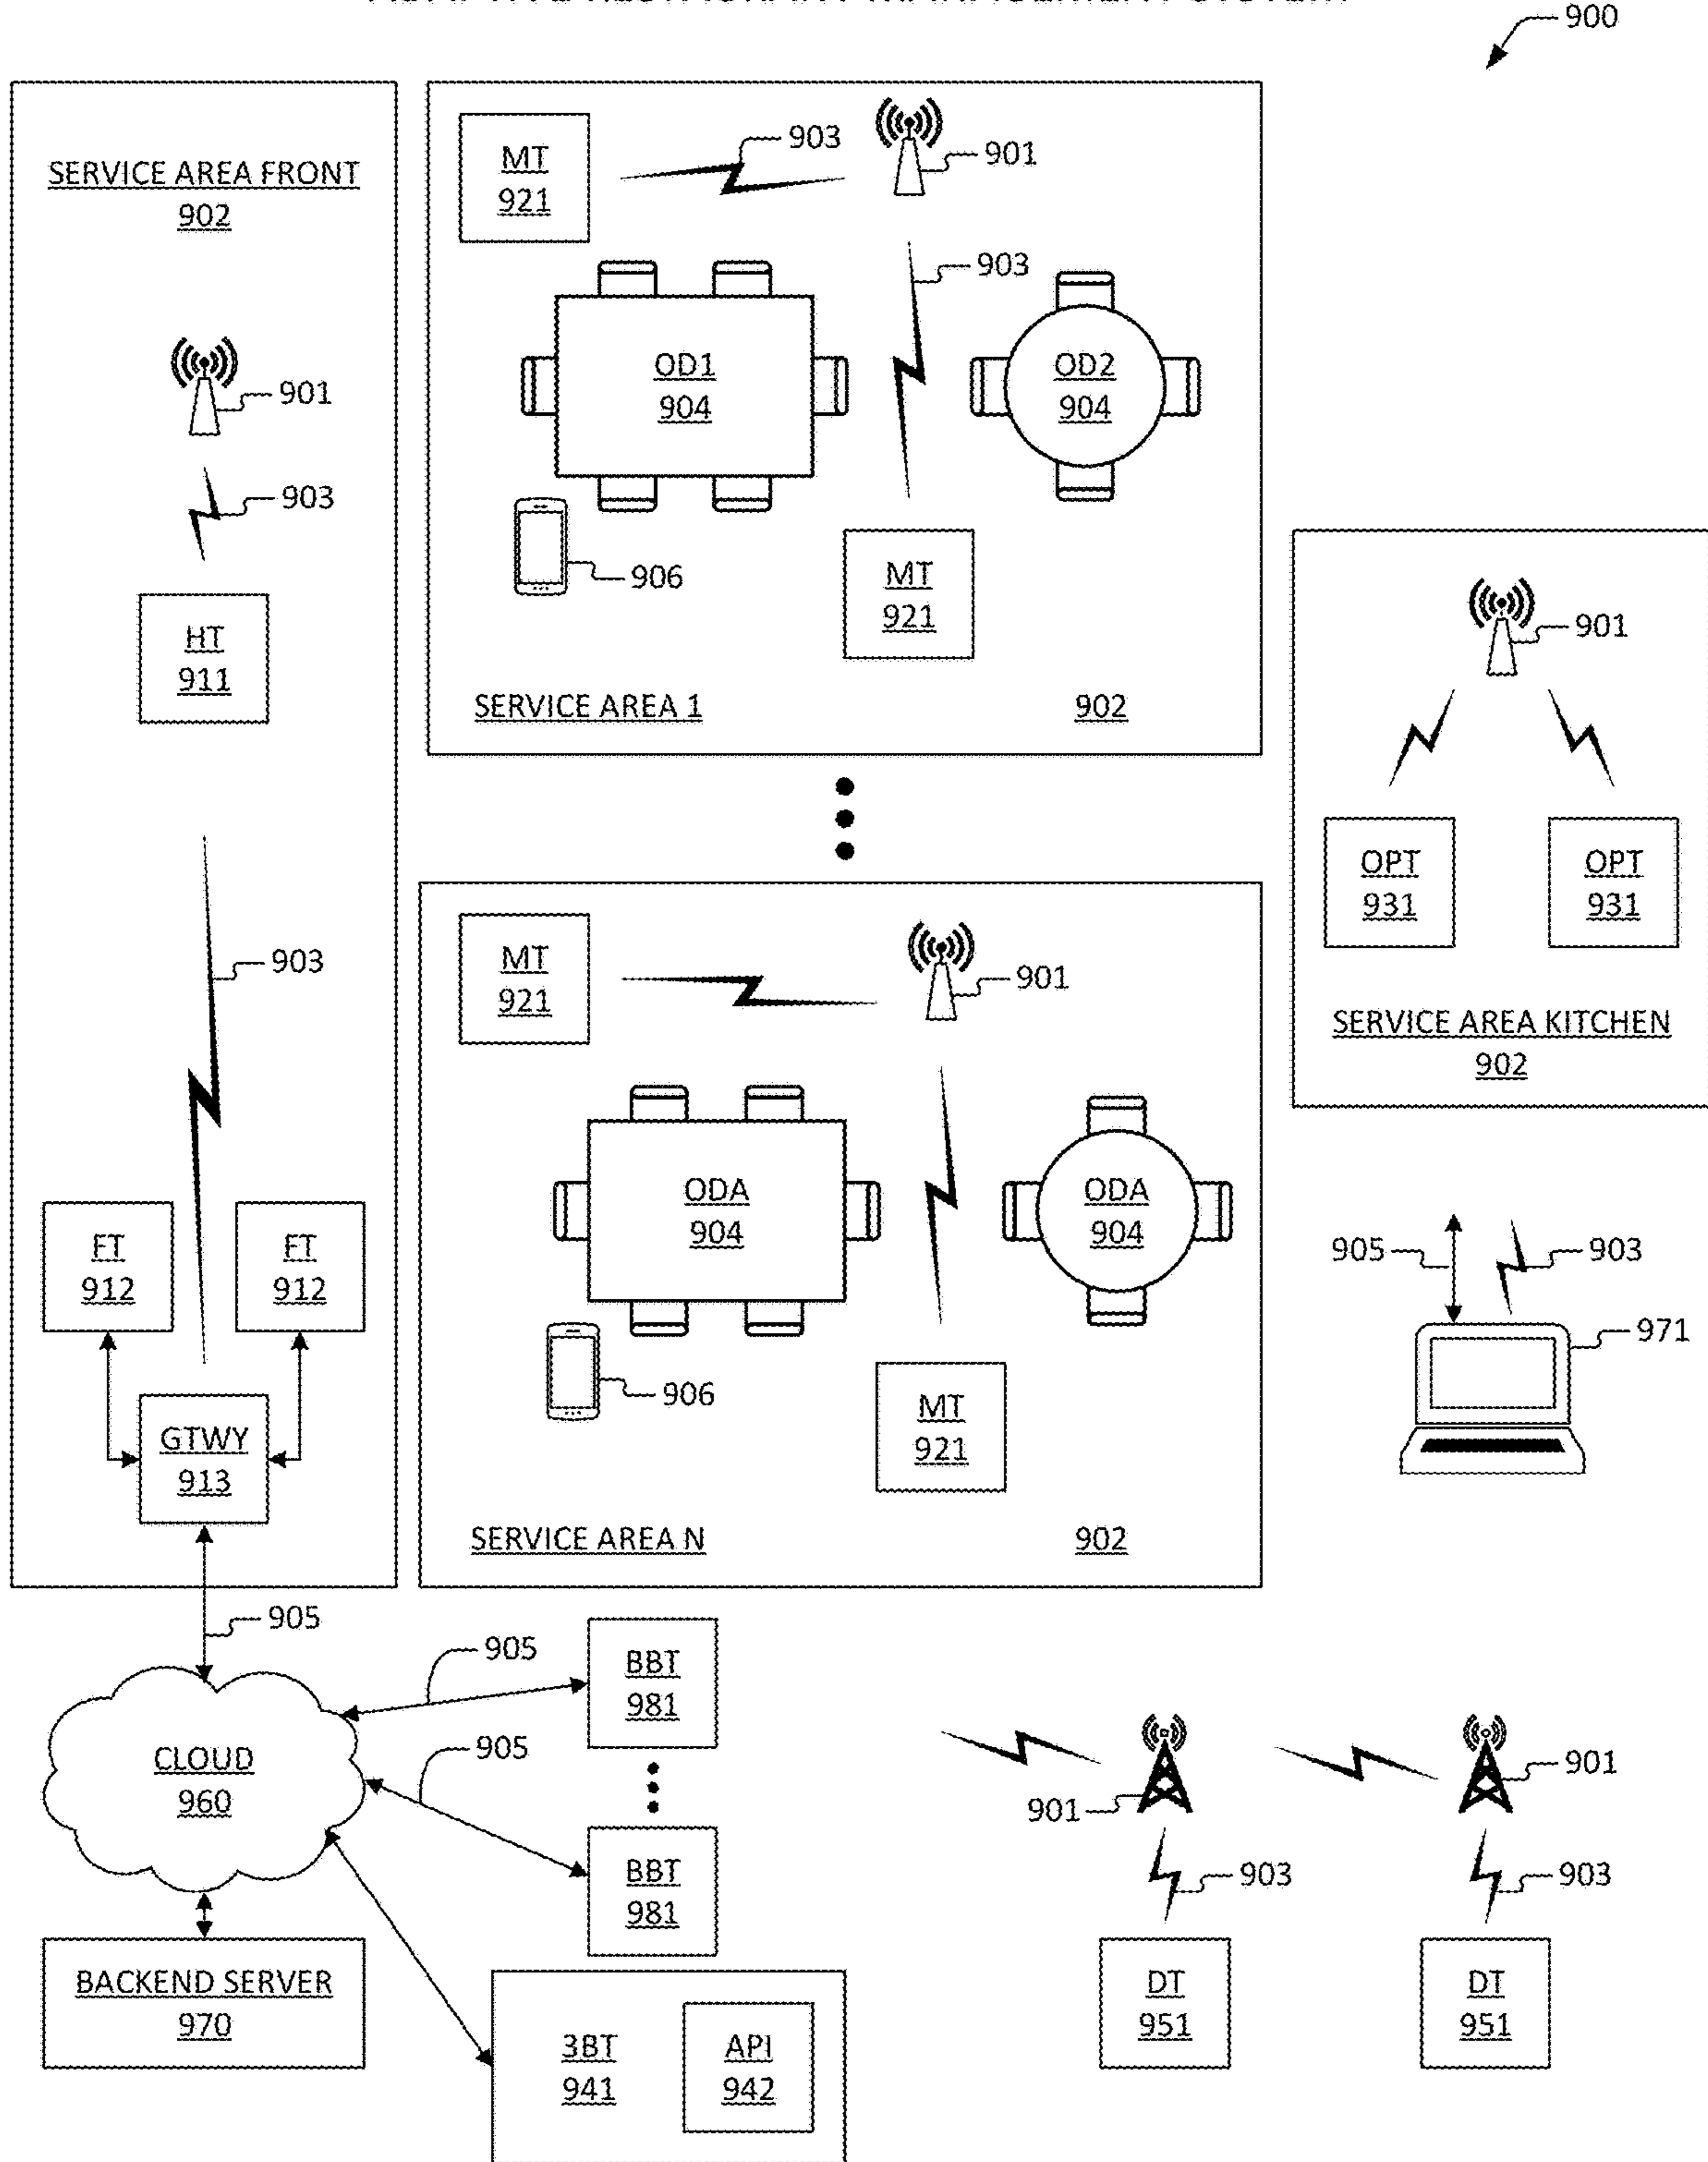 900
SERVICE AREA FRONT
902
901
903
HT
911
903
FT
912
FT
912
GTWY
913
905
MT
921
903
901
903
OD1
904
OD2
904
906
MT
921
SERVICE AREA 1
902
MT
921
901
ODA
904
ODA
904
906
MT
921
SERVICE AREA N
902
901
OPT
931
OPT
931
SERVICE AREA KITCHEN
902
905
903
971
CLOUD
960
905
BBT
981
905
BBT
981
BACKEND SERVER
970
3BT
941
API
942
901
901
903
903
DT
951
DT
951